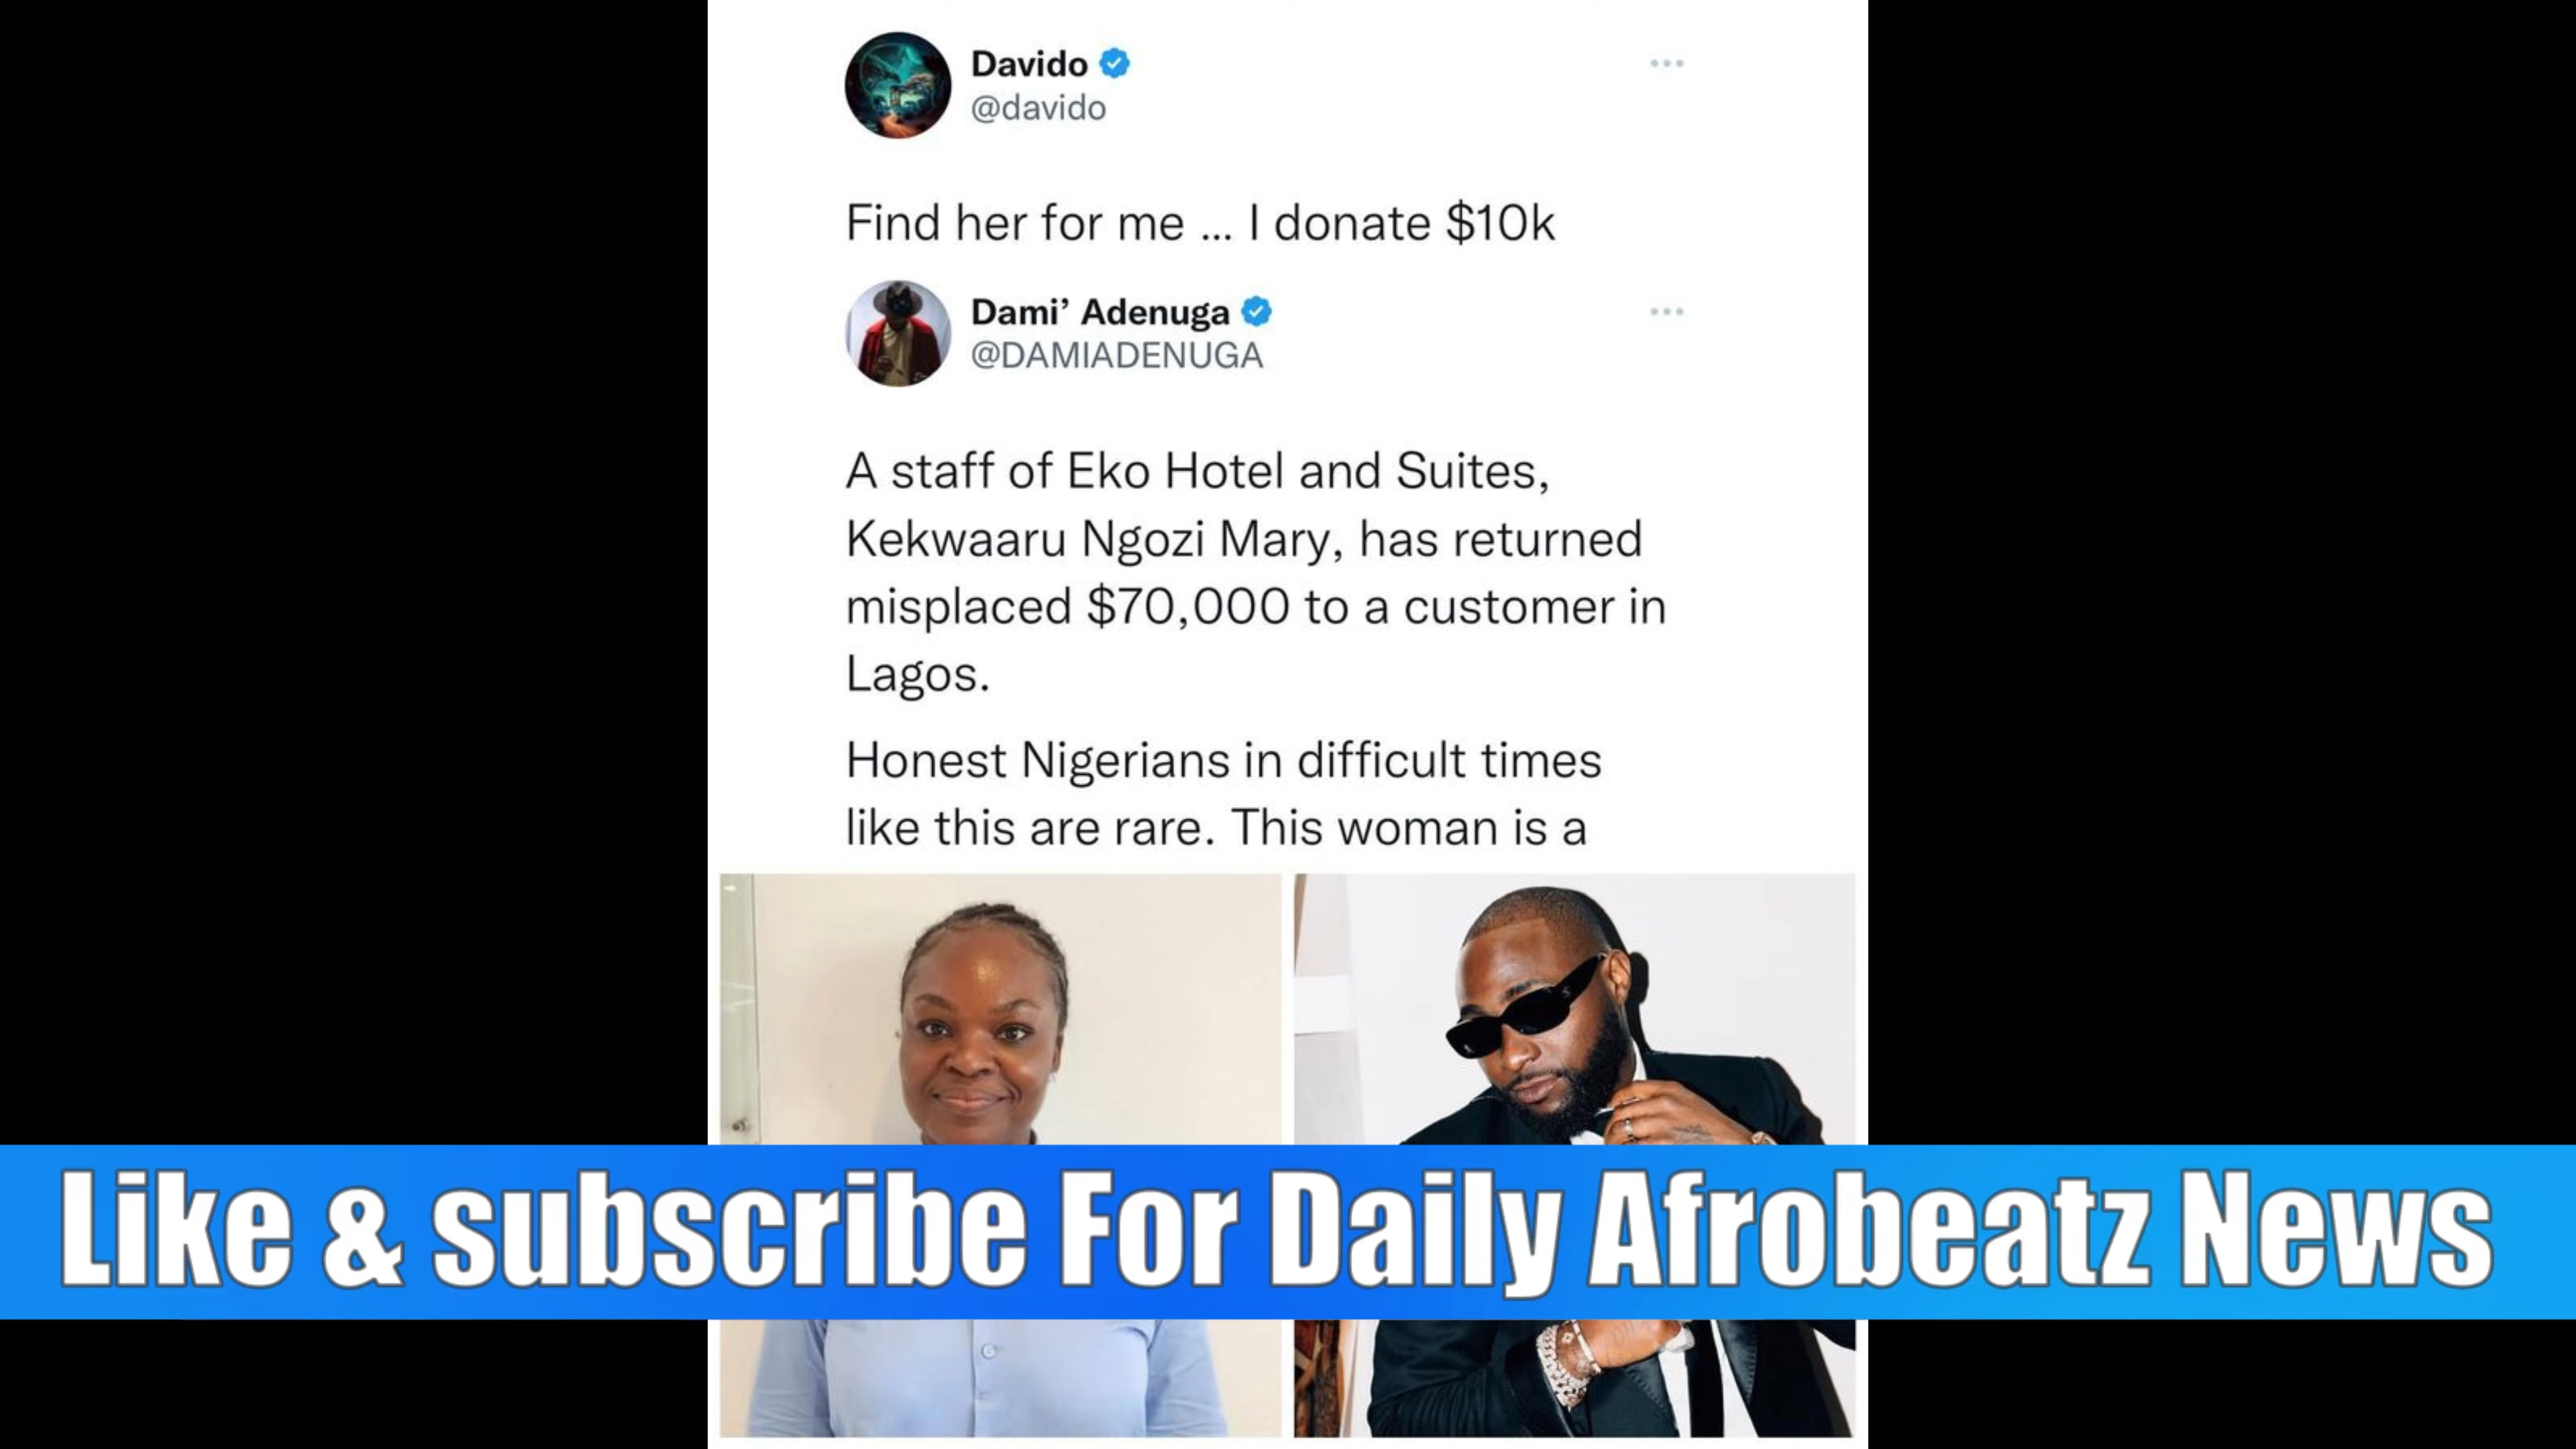 Davido
@davido
Find her for me ... I donate $10k
Dami’ Adenuga
@DAMIADENUGA
A staff of Eko Hotel and Suites,
Kekwaaru Ngozi Mary, has returned
misplaced $70,000 to a customer in
Lagos.
Honest Nigerians in difficult times
like this are rare. This woman is a
Like & subscribe For Daily Afrobeatz News